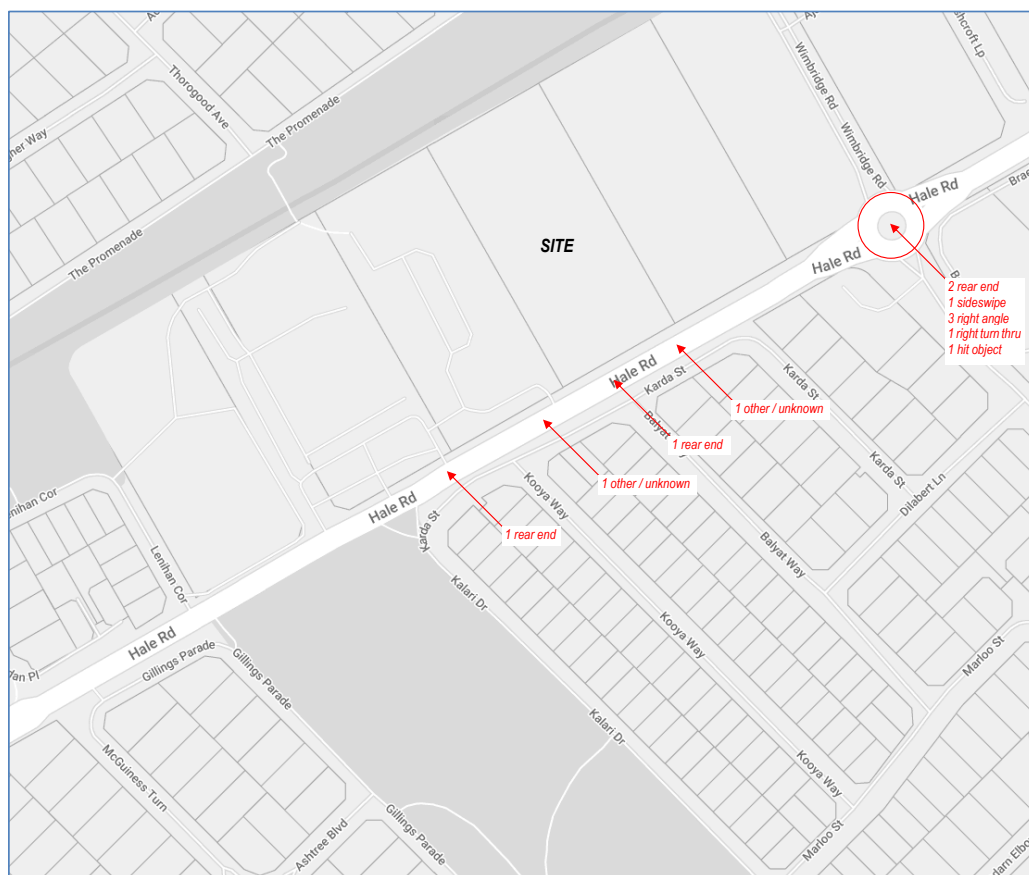 Thorogood Ave
The Promenade
The Promenade
Wimbridge Rd
Wimbridge Rd
Hale Rd
Hale Rd
SITE
2 rear end
1 sideswipe
3 right angle
1 right turn thru
1 hit object
Hale Rd
Karda St
Karda St
Karda St
1 other / unknown
1 rear end
1 other / unknown
1 rear end
Dilabert Ln
Kooya Way
Balyat Way
Hale Rd
Karda St
Kalari Dr
Lenihan Cor
Kooya Way
Marloo St
Hale Rd
Gillings Parade
Gillings Parade
Kalari Dr
McGuiness Turn
Kooya Way
Gillings Parade
Ashtree Blvd
Marloo St